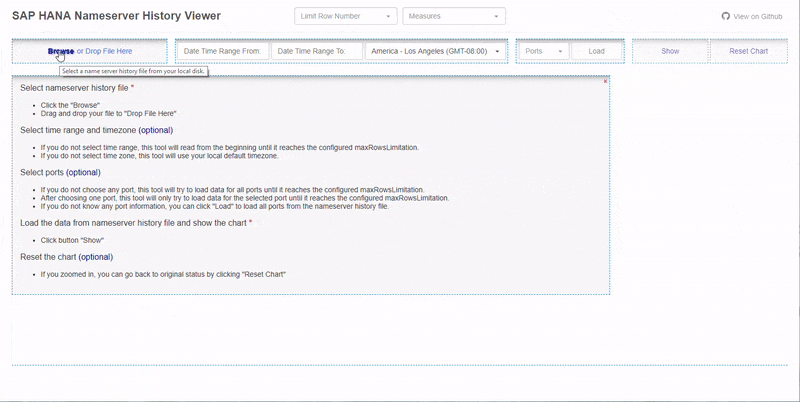 SAP HANA Nameserver History Viewer
Limit Row Number
Measures
View on Github
Browse or Drop File Here
Date Time Range From:
Date Time Range To:
America - Los Angeles (GMT-08:00)
Ports
Load
Show
Reset Chart
Select a name server history file from your local disk.
×
Select nameserver history file *
• Click the "Browse"
• Drag and drop your file to "Drop File Here"
Select time range and timezone (optional)
• If you do not select time range, this tool will read from the beginning until it reaches the configured maxRowsLimitation.
• If you do not select time zone, this tool will use your local default timezone.
Select ports (optional)
• If you do not choose any port, this tool will try to load data for all ports until it reaches the configured maxRowsLimitation.
• After choosing one port, this tool will only try to load data for the selected port until it reaches the configured maxRowsLimitation.
• If you do not know any port information, you can click "Load" to load all ports from the nameserver history file.
Load the data from nameserver history file and show the chart *
• Click button "Show"
Reset the chart (optional)
• If you zoomed in, you can go back to original status by clicking "Reset Chart"